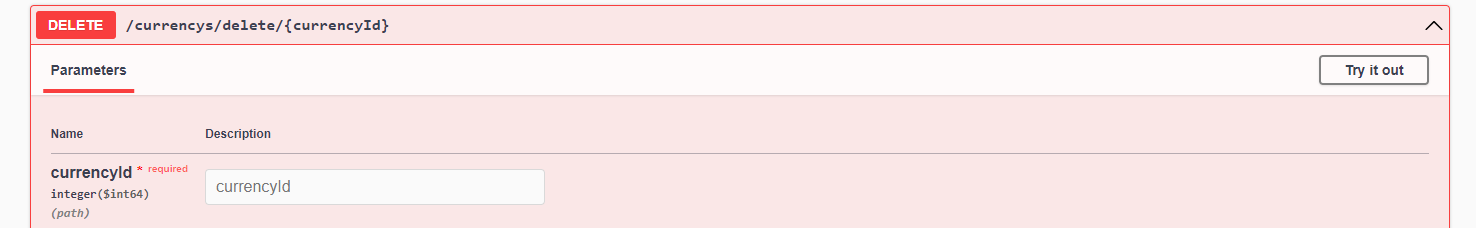 DELETE /currencys/delete/{currencyId}
Parameters Try it out
Name Description
currencyId * required
currencyId
integer($int64)
(path)